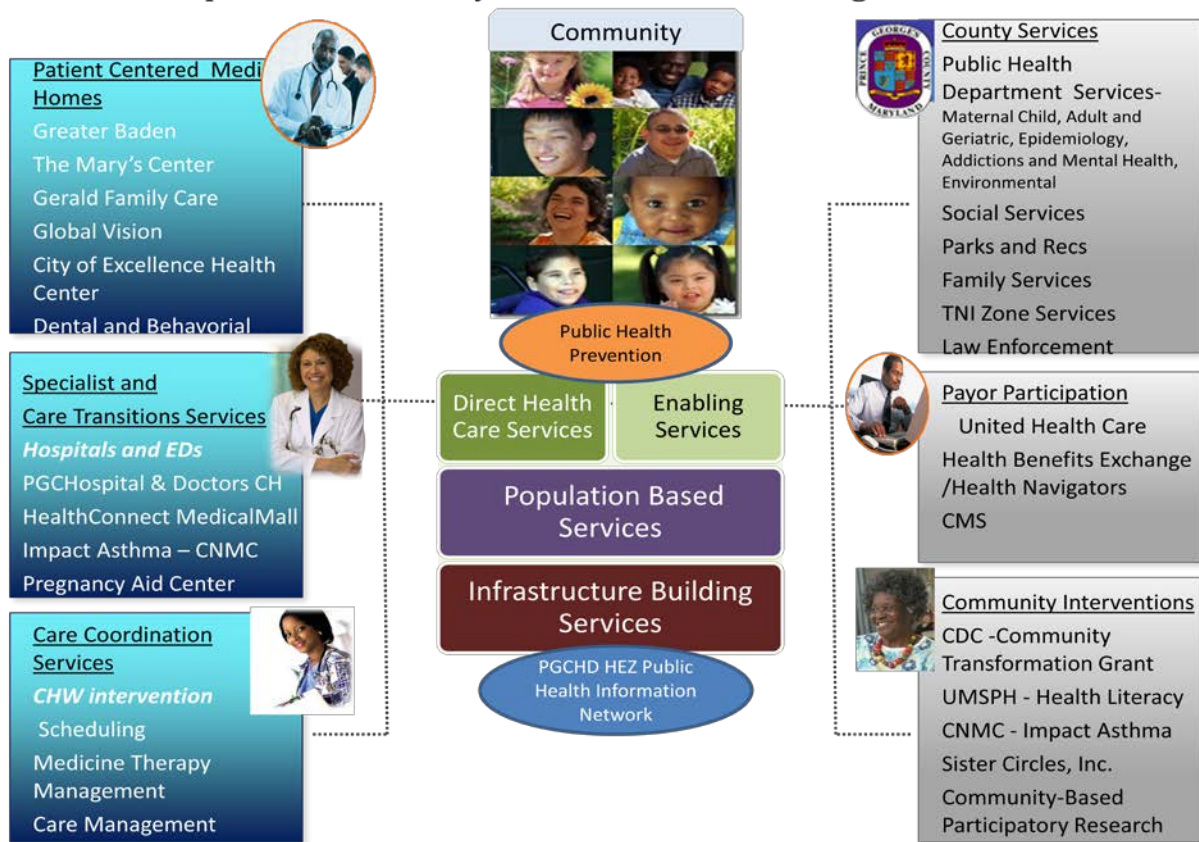 Community
Patient Centered Medi
Homes
Greater Baden
The Mary's Center
Gerald Family Care
Global Vision
City of Excellence Health
Center
Dental and Behavorial
Specialist and
Care Transitions Services
Hospitals and EDs
PGCHospital & Doctors CH
HealthConnect MedicalMall
Impact Asthma – CNMC
Pregnancy Aid Center
Care Coordination
Services
CHW intervention
Scheduling
Medicine Therapy
Management
Care Management
Public Health
Prevention
Direct Health
Care Services
Enabling
Services
Population Based
Services
Infrastructure Building
Services
PGCHD HEZ Public
Health Information
Network
PRINCE GEORGES COUNTY
MARYLAND
County Services
Public Health
Department Services-
Maternal Child, Adult and
Geriatric, Epidemiology,
Addictions and Mental Health,
Environmental
Social Services
Parks and Recs
Family Services
TNI Zone Services
Law Enforcement
Payor Participation
United Health Care
Health Benefits Exchange
/Health Navigators
CMS
Community Interventions
CDC -Community
Transformation Grant
UMSPH - Health Literacy
CNMC - Impact Asthma
Sister Circles, Inc.
Community-Based
Participatory Research